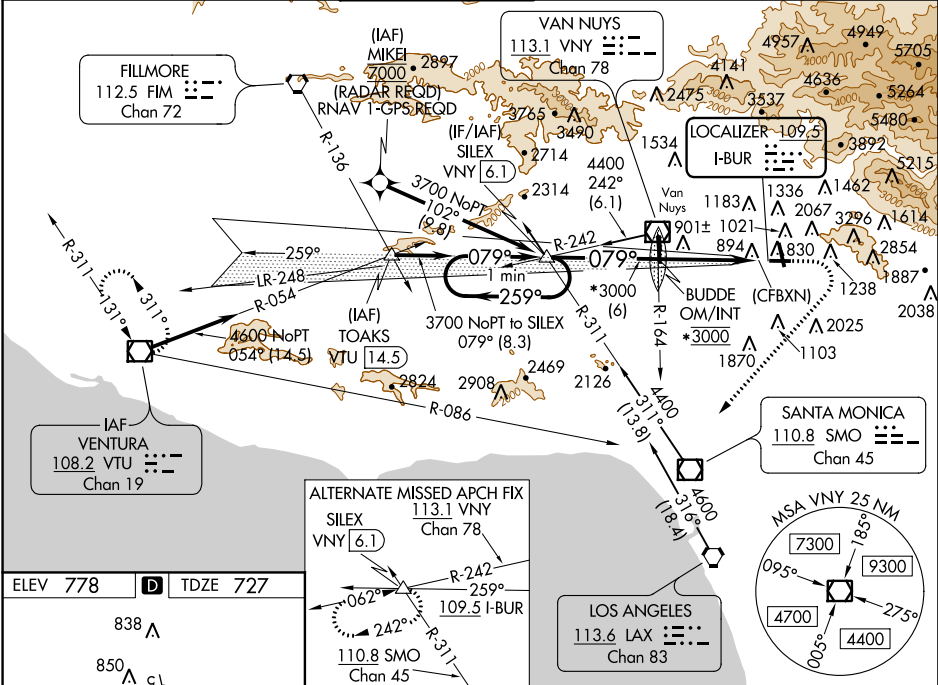 FILLMORE
112.5 FIM
Chan 72
(IAF)
MIKEI
7000
(RADAR REQD)
RNAV 1-GPS REQD
2897
VAN NUYS
113.1 VNY
Chan 78
4957
4949
5705
4141
4636
5264
2475
3537
5480
3765
3490
LOCALIZER 109.5
I-BUR
3892
5215
(IF/IAF)
SILEX
VNY 6.1
2714
2314
4400
242°
(6.1)
1534
Van
Nuys
1183
1336
1462
2067
3296
1614
901±
1021
894
830
2854
1887
1238
2038
R-136
3700 NoPT
102°
(9.8)
R-242
259°
079°
1 min
259°
079°
LR-248
R-054
*3000
(6)
BUDDE
OM/INT
*3000
(CFBXN)
R-311
131°
311°
4600 NoPT
054° (14.5)
(IAF)
TOAKS
VTU 14.5
3700 NoPT to SILEX
079° (8.3)
R-311
R-164
2025
1103
1870
2824
2908
2469
2126
R-086
4400
311°
(13.8)
IAF
VENTURA
108.2 VTU
Chan 19
SANTA MONICA
110.8 SMO
Chan 45
4600
316°
(18.4)
ALTERNATE MISSED APCH FIX
113.1 VNY
Chan 78
SILEX
VNY 6.1
R-242
259°
109.5 I-BUR
062°
242°
R-311
110.8 SMO
Chan 45
LOS ANGELES
113.6 LAX
Chan 83
MSA VNY 25 NM
185°
7300
9300
095°
275°
4700
4400
005°
ELEV 778 D TDZE 727
838
850